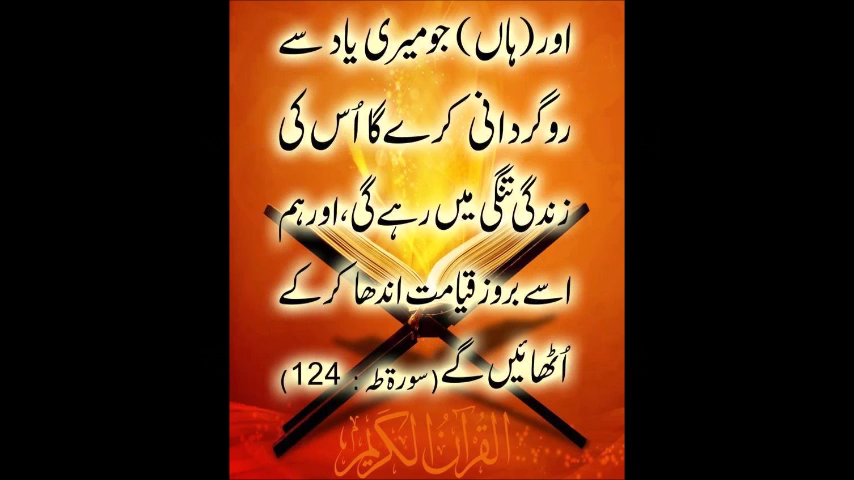 اور (ہاں) جو میری یاد سے
روگردانی کرے گا اُس کی
زندگی تنگی میں رہے گی، اور ہم
اسے بروز قیامت اندھا کر کے
اُٹھائیں گے (سورۃ طہ : 124)
القرآن الكريم